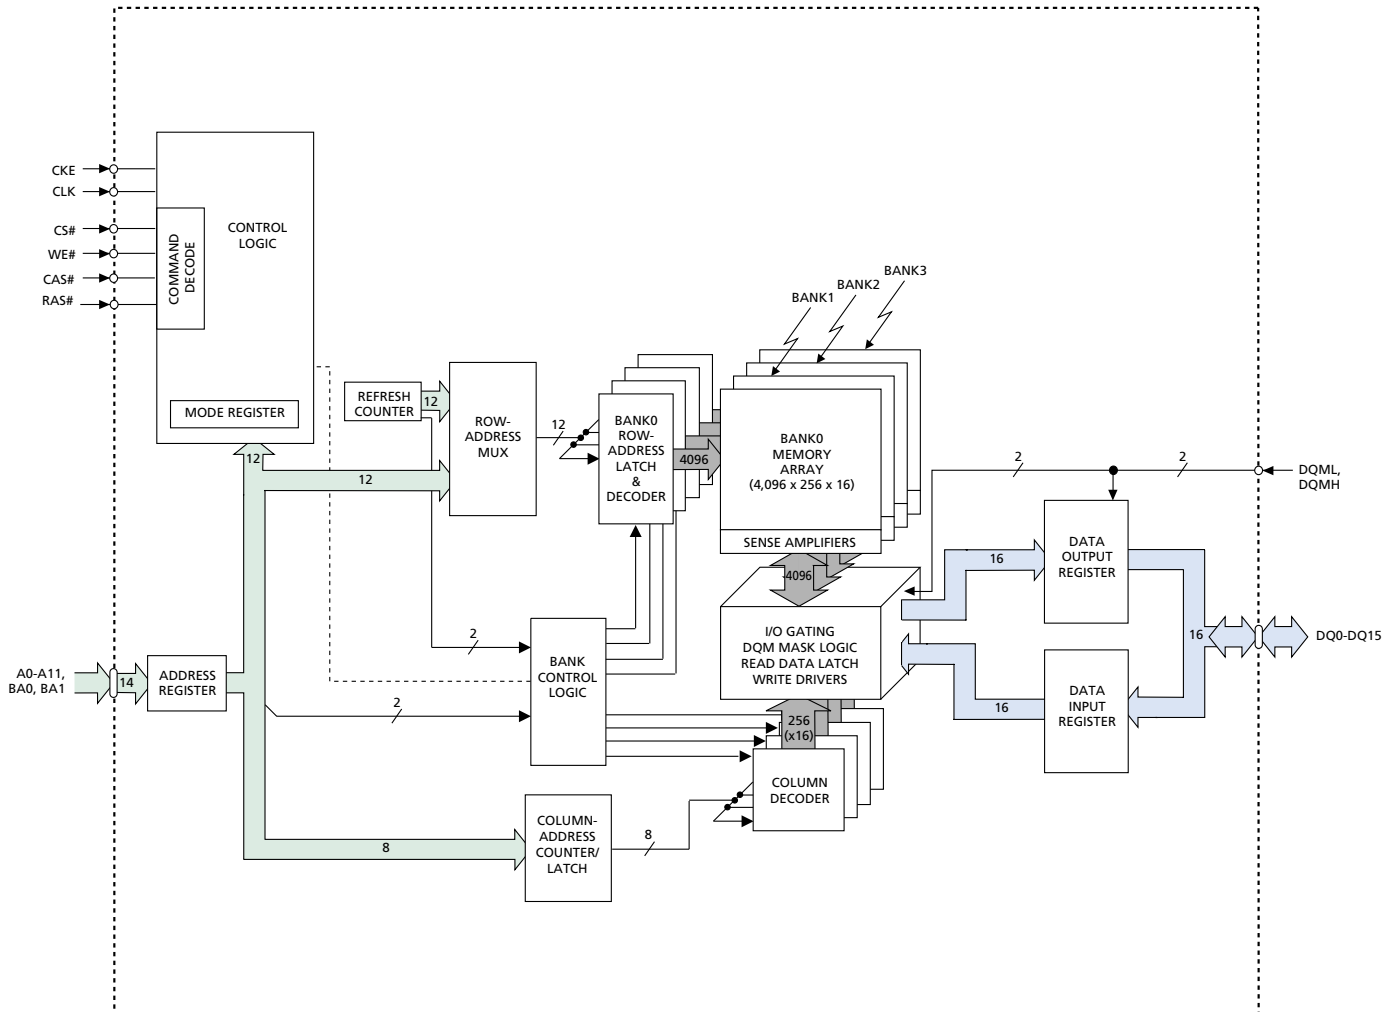 CKE
CLK
CS#
WE#
CAS#
RAS#
COMMAND
DECODE
CONTROL
LOGIC
MODE REGISTER
REFRESH
COUNTER
12
ROW-
ADDRESS
MUX
12
12
12
BANK0
ROW-
ADDRESS
LATCH
&
DECODER
4096
BANK1
BANK2
BANK3
BANK0
MEMORY
ARRAY
(4,096 x 256 x 16)
SENSE AMPLIFIERS
4096
I/O GATING
DQM MASK LOGIC
READ DATA LATCH
WRITE DRIVERS
2
2
DQML,
DQMH
16
DATA
OUTPUT
REGISTER
16
DQ0-DQ15
16
DATA
INPUT
REGISTER
A0-A11,
BA0, BA1
14
ADDRESS
REGISTER
2
2
BANK
CONTROL
LOGIC
256
(x16)
COLUMN
DECODER
8
COLUMN-
ADDRESS
COUNTER/
LATCH
8